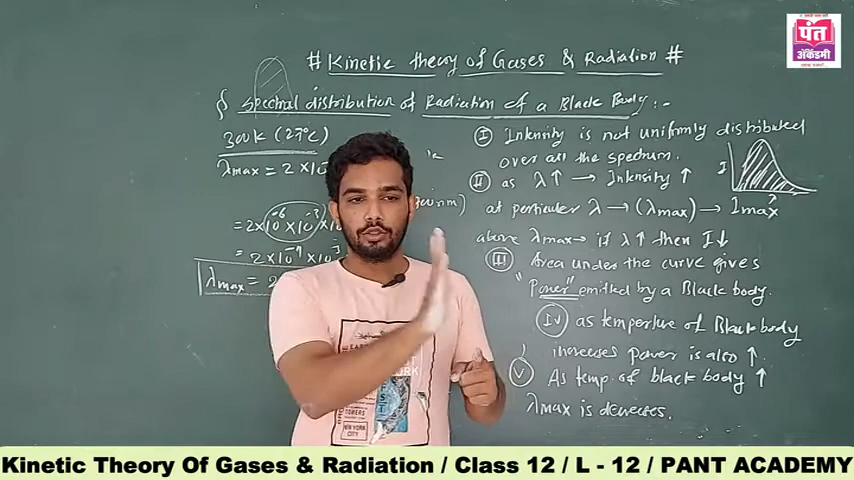 पंत
अ‍ॅकॅडमी
# Kinetic theory of Gases & Radiation #
§ Spectral distribution of Radiation of a Black Body :-
300K (27°C)
λmax = 2 × 10
300 nm)
= 2×10⁻⁶×10⁻³×10
= 2×10⁻⁹×10⁻³
λmax = 2
I Intensity is not uniformly distributed
over all the spectrum.
I
λ
II as λ↑ → Intensity ↑
at particular λ → (λmax) → Imax
above λmax → if λ↑ then I↓
III Area under the curve gives
"Power" emitted by a Black body.
IV as temperture of Black body
increases power is also ↑.
V As temp. of black body ↑
λmax is decreases.
Kinetic Theory Of Gases & Radiation / Class 12 / L - 12 / PANT ACADEMY